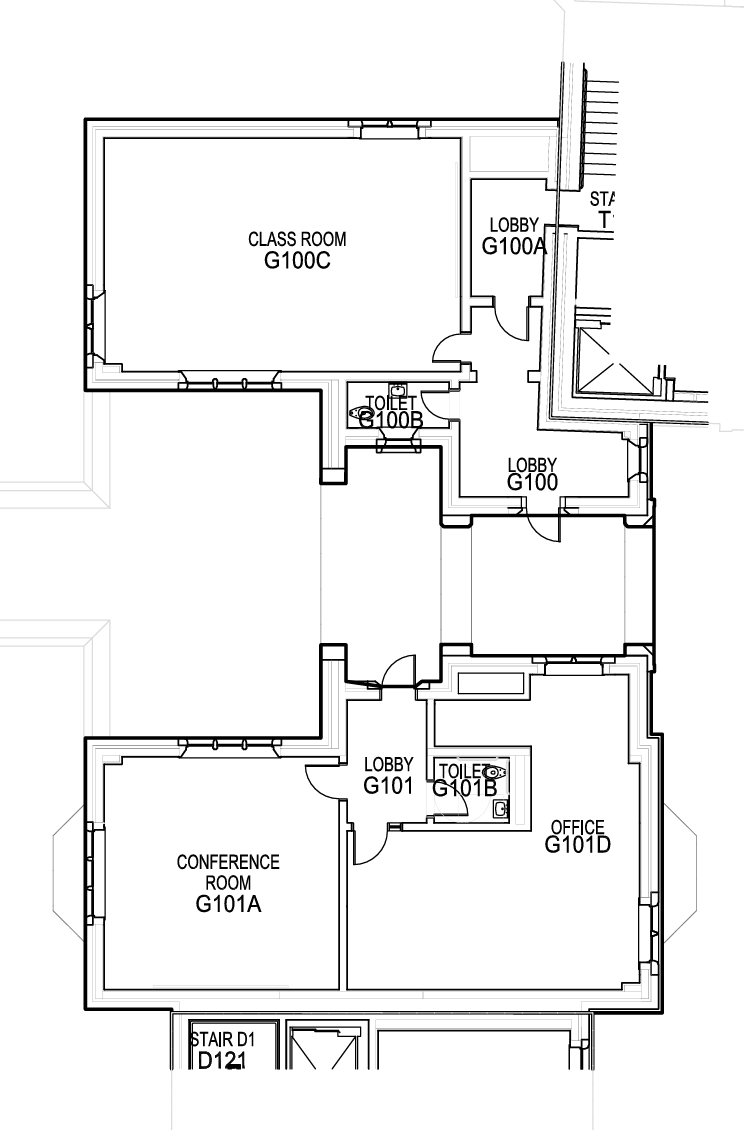 STA
T
LOBBY
G100A
CLASS ROOM
G100C
TOILET
G100B
LOBBY
G100
LOBBY
G101
TOILET
G101B
OFFICE
G101D
CONFERENCE
ROOM
G101A
STAIR D1
D121